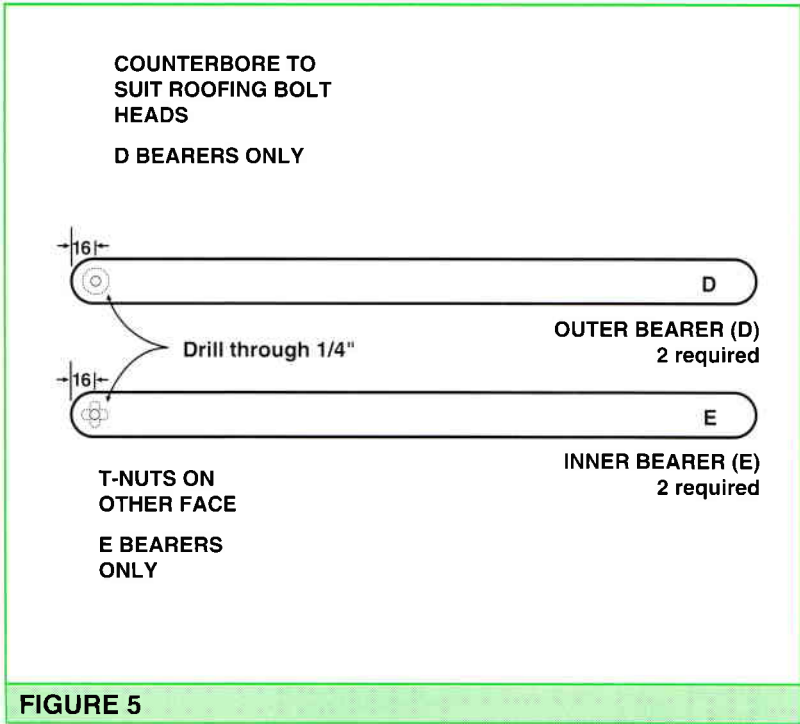 COUNTERBORE TO
SUIT ROOFING BOLT
HEADS
D BEARERS ONLY
16
D
OUTER BEARER (D)
2 required
Drill through 1/4"
16
E
INNER BEARER (E)
2 required
T-NUTS ON
OTHER FACE
E BEARERS
ONLY
FIGURE 5